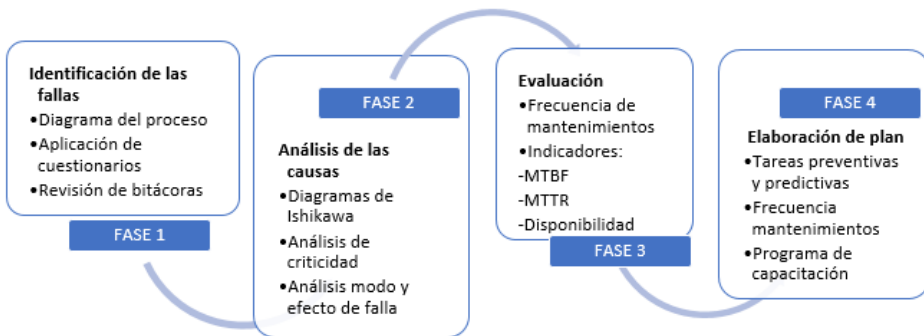 Identificación de las
fallas
•Diagrama del proceso
•Aplicación de
cuestionarios
•Revisión de bitácoras
FASE 1
FASE 2
Análisis de las
causas
•Diagramas de
Ishikawa
•Análisis de
criticidad
•Análisis modo y
efecto de falla
Evaluación
•Frecuencia de
mantenimientos
•Indicadores:
-MTBF
-MTTR
-Disponibilidad
FASE 3
FASE 4
Elaboración de plan
•Tareas preventivas
y predictivas
•Frecuencia
mantenimientos
•Programa de
capacitación